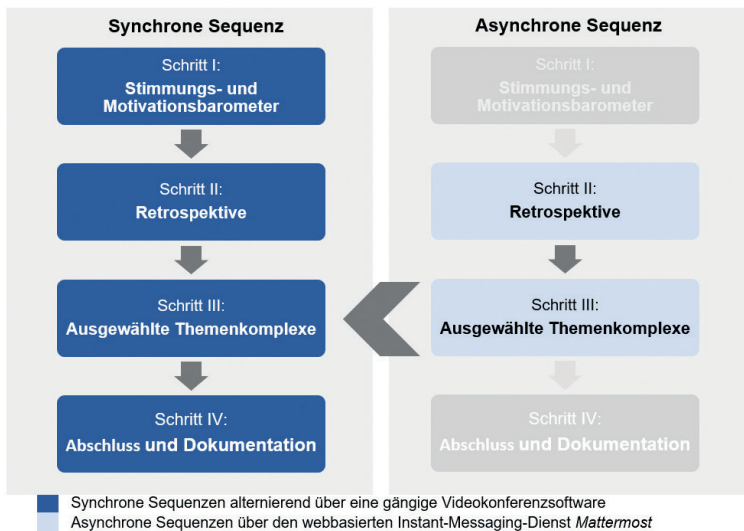 Synchrone Sequenz
Schritt I:
Stimmungs- und
Motivationsbarometer
Schritt II:
Retrospektive
Schritt III:
Ausgewählte Themenkomplexe
Schritt IV:
Abschluss und Dokumentation
Asynchrone Sequenz
Schritt I:
Stimmungs- und
Motivationsbarometer
Schritt II:
Retrospektive
Schritt III:
Ausgewählte Themenkomplexe
Schritt IV:
Abschluss und Dokumentation
Synchrone Sequenzen alternierend über eine gängige Videokonferenzsoftware
Asynchrone Sequenzen über den webbasierten Instant-Messaging-Dienst Mattermost